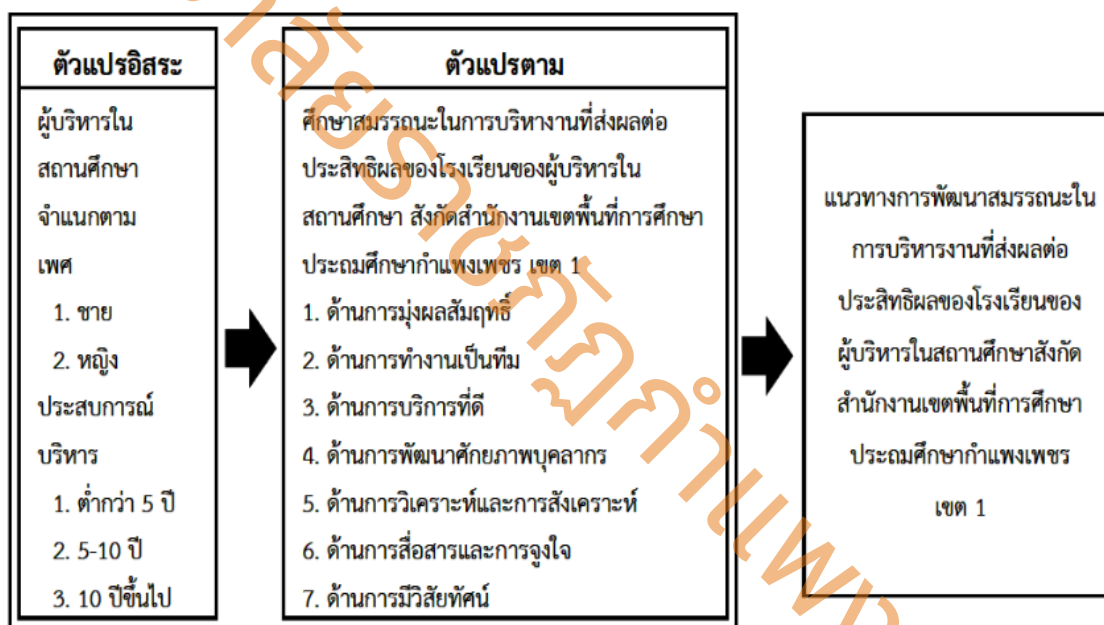 ตัวแปรอิสระ
ผู้บริหารใน
สถานศึกษา
จำแนกตาม
เพศ
1. ชาย
2. หญิง
ประสบการณ์
บริหาร
1. ต่ำกว่า 5 ปี
2. 5-10 ปี
3. 10 ปีขึ้นไป
ตัวแปรตาม
ศึกษาสมรรถนะในการบริหางานที่ส่งผลต่อ
ประสิทธิผลของโรงเรียนของผู้บริหารใน
สถานศึกษา สังกัดสำนักงานเขตพื้นที่การศึกษา
ประถมศึกษากำแพงเพชร เขต 1
1. ด้านการมุ่งผลสัมฤทธิ์
2. ด้านการทำงานเป็นทีม
3. ด้านการบริการที่ดี
4. ด้านการพัฒนาศักยภาพบุคลากร
5. ด้านการวิเคราะห์และการสังเคราะห์
6. ด้านการสื่อสารและการจูงใจ
7. ด้านการมีวิสัยทัศน์
แนวทางการพัฒนาสมรรถนะใน
การบริหารงานที่ส่งผลต่อ
ประสิทธิผลของโรงเรียนของ
ผู้บริหารในสถานศึกษาสังกัด
สำนักงานเขตพื้นที่การศึกษา
ประถมศึกษากำแพงเพชร
เขต 1